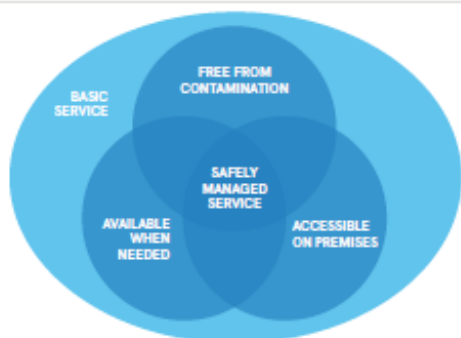 FREE FROM
CONTAMINATION
BASIC
SERVICE
SAFELY
MANAGED
SERVICE
AVAILABLE
WHEN
NEEDED
ACCESSIBLE
ON PREMISES